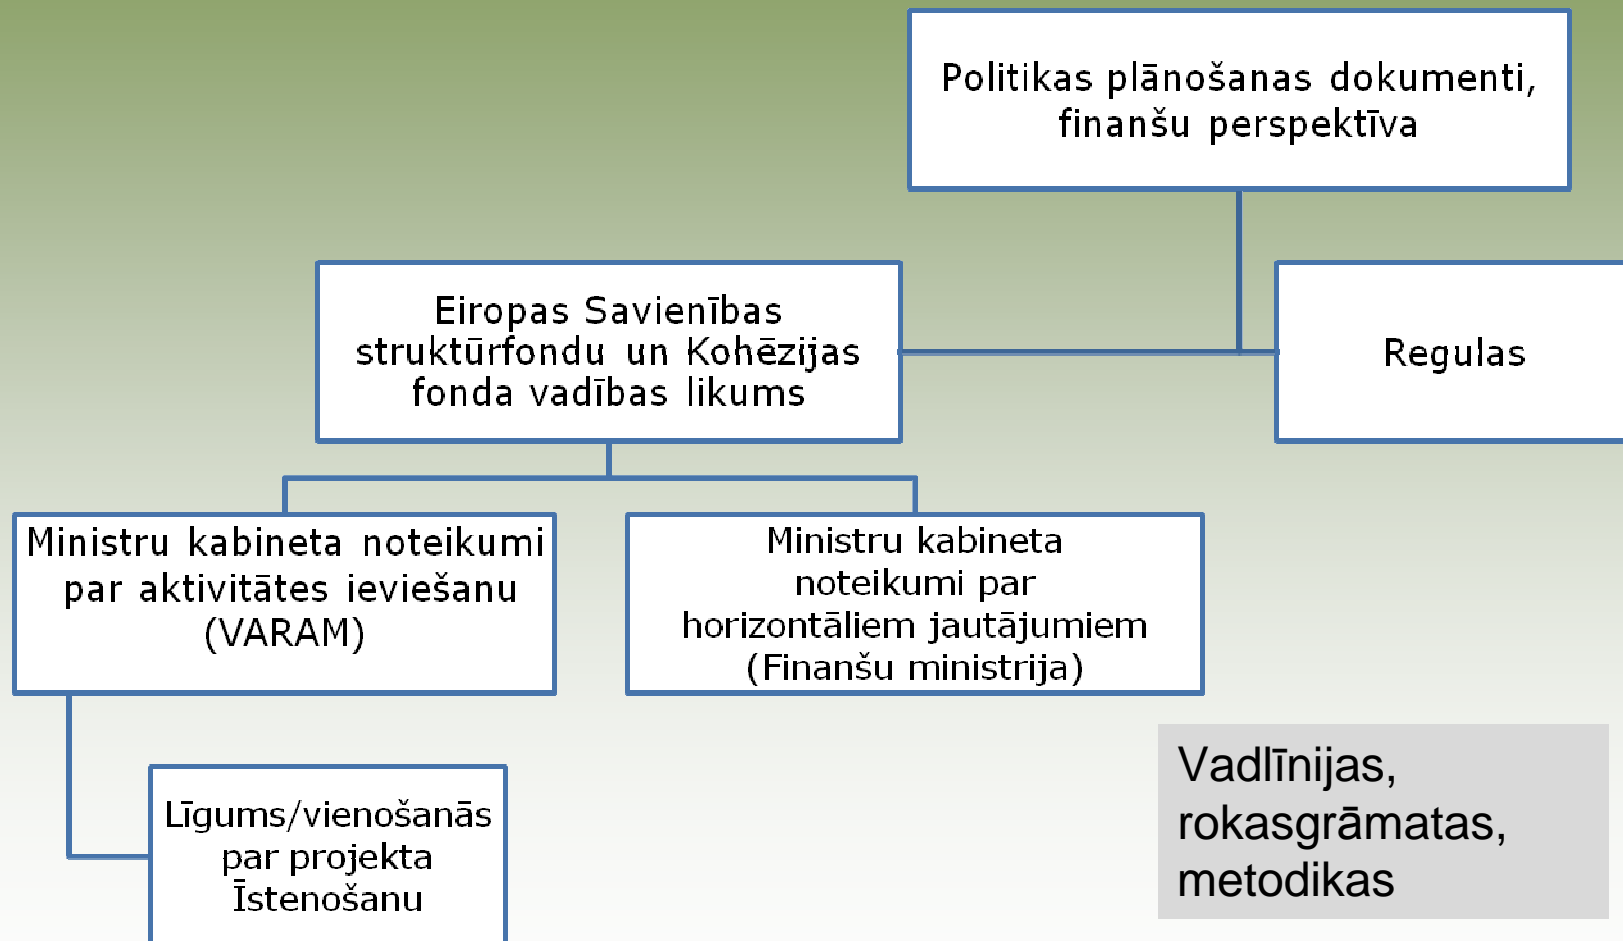 Politikas plānošanas dokumenti,
finanšu perspektīva
Eiropas Savienības
struktūrfondu un Kohēzijas
fonda vadības likums
Regulas
Ministru kabineta noteikumi
par aktivitātes ieviešanu
(VARAM)
Ministru kabineta
noteikumi par
horizontāliem jautājumiem
(Finanšu ministrija)
Līgums/vienošanās
par projekta
Īstenošanu
Vadlīnijas,
rokasgrāmatas,
metodikas